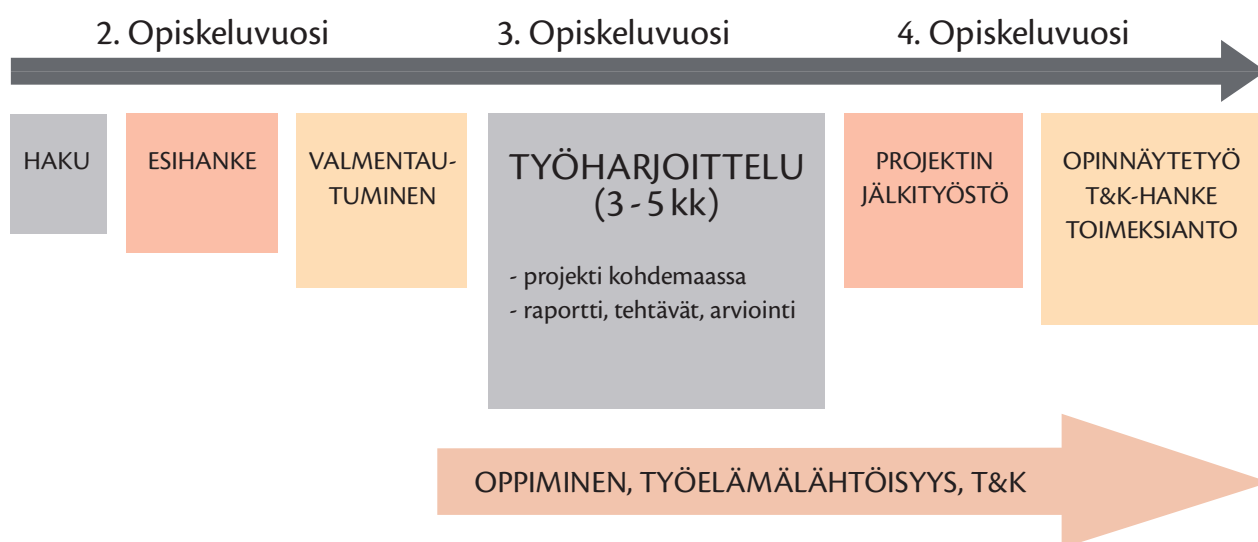 2. Opiskeluvuosi
3. Opiskeluvuosi
4. Opiskeluvuosi
HAKU
ESIHANKE
VALMENTAU-
TUMINEN
TYÖHARJOITTELU
(3 - 5 kk)
- projekti kohdemaassa
- raportti, tehtävät, arviointi
PROJEKTIN
JÄLKITYÖSTÖ
OPINNÄYTETYÖ
T&K-HANKE
TOIMEKSIANTO
OPPIMINEN, TYÖELÄMÄLÄHTÖISYYS, T&K